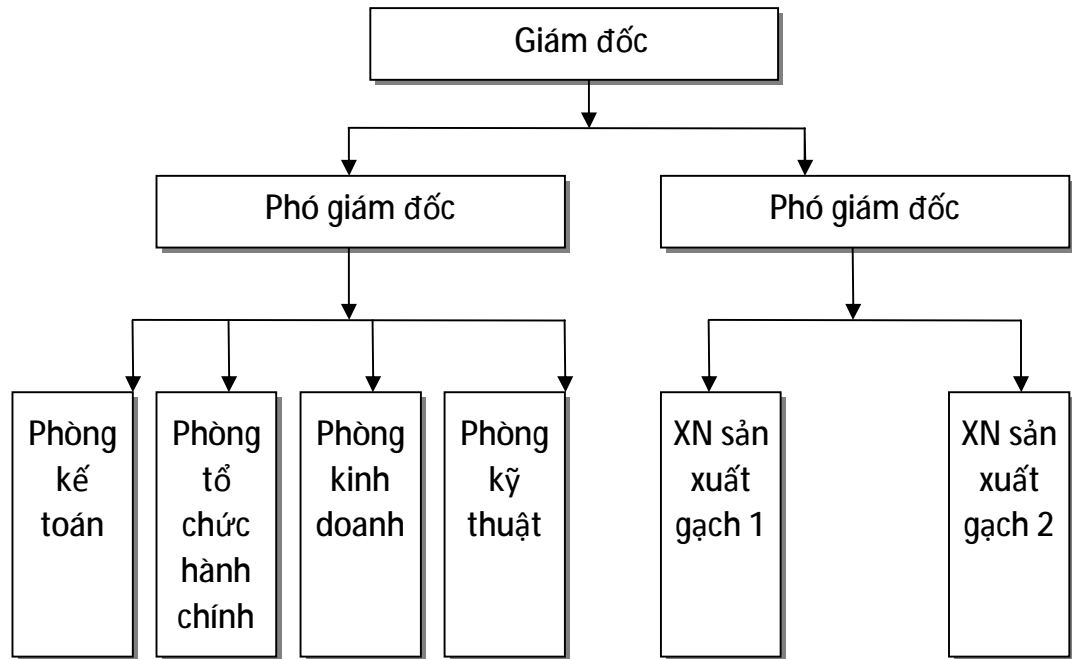 Giám đốc
Phó giám đốc
Phó giám đốc
Phòng
kế
toán
Phòng
tổ
chức
hành
chính
Phòng
kinh
doanh
Phòng
kỹ
thuật
XN sản
xuất
gạch 1
XN sản
xuất
gạch 2